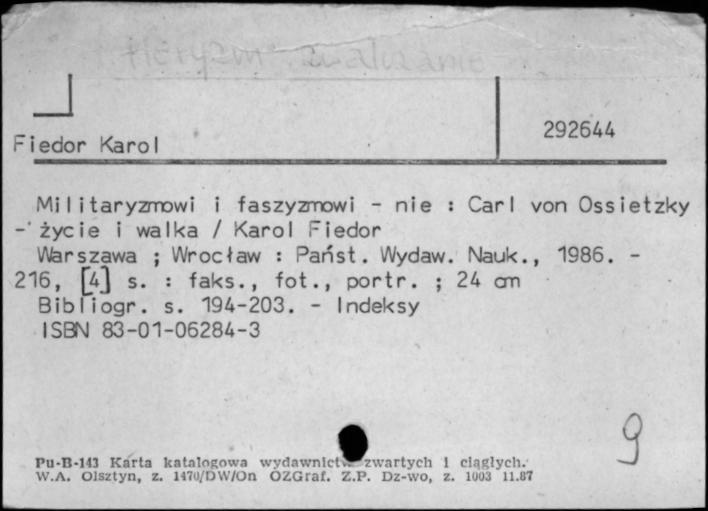 292644
Fiedor Karol
Militaryzmowi i faszyzmowi - nie : Carl von Ossietzky
- życie i walka / Karol Fiedor
Warszawa ; Wrocław : Państ. Wydaw. Nauk., 1986. -
216, [4] s. : faks., fot., portr. ; 24 cm
Bibliogr. s. 194-203. - Indeksy
ISBN 83-01-06284-3
9
Pu-B-143 Karta katalogowa wydawnictw zwartych i ciągłych.
W.A. Olsztyn, z. 1470/DW/On OZGraf. Z.P. Dz-wo, z. 1003 11.87